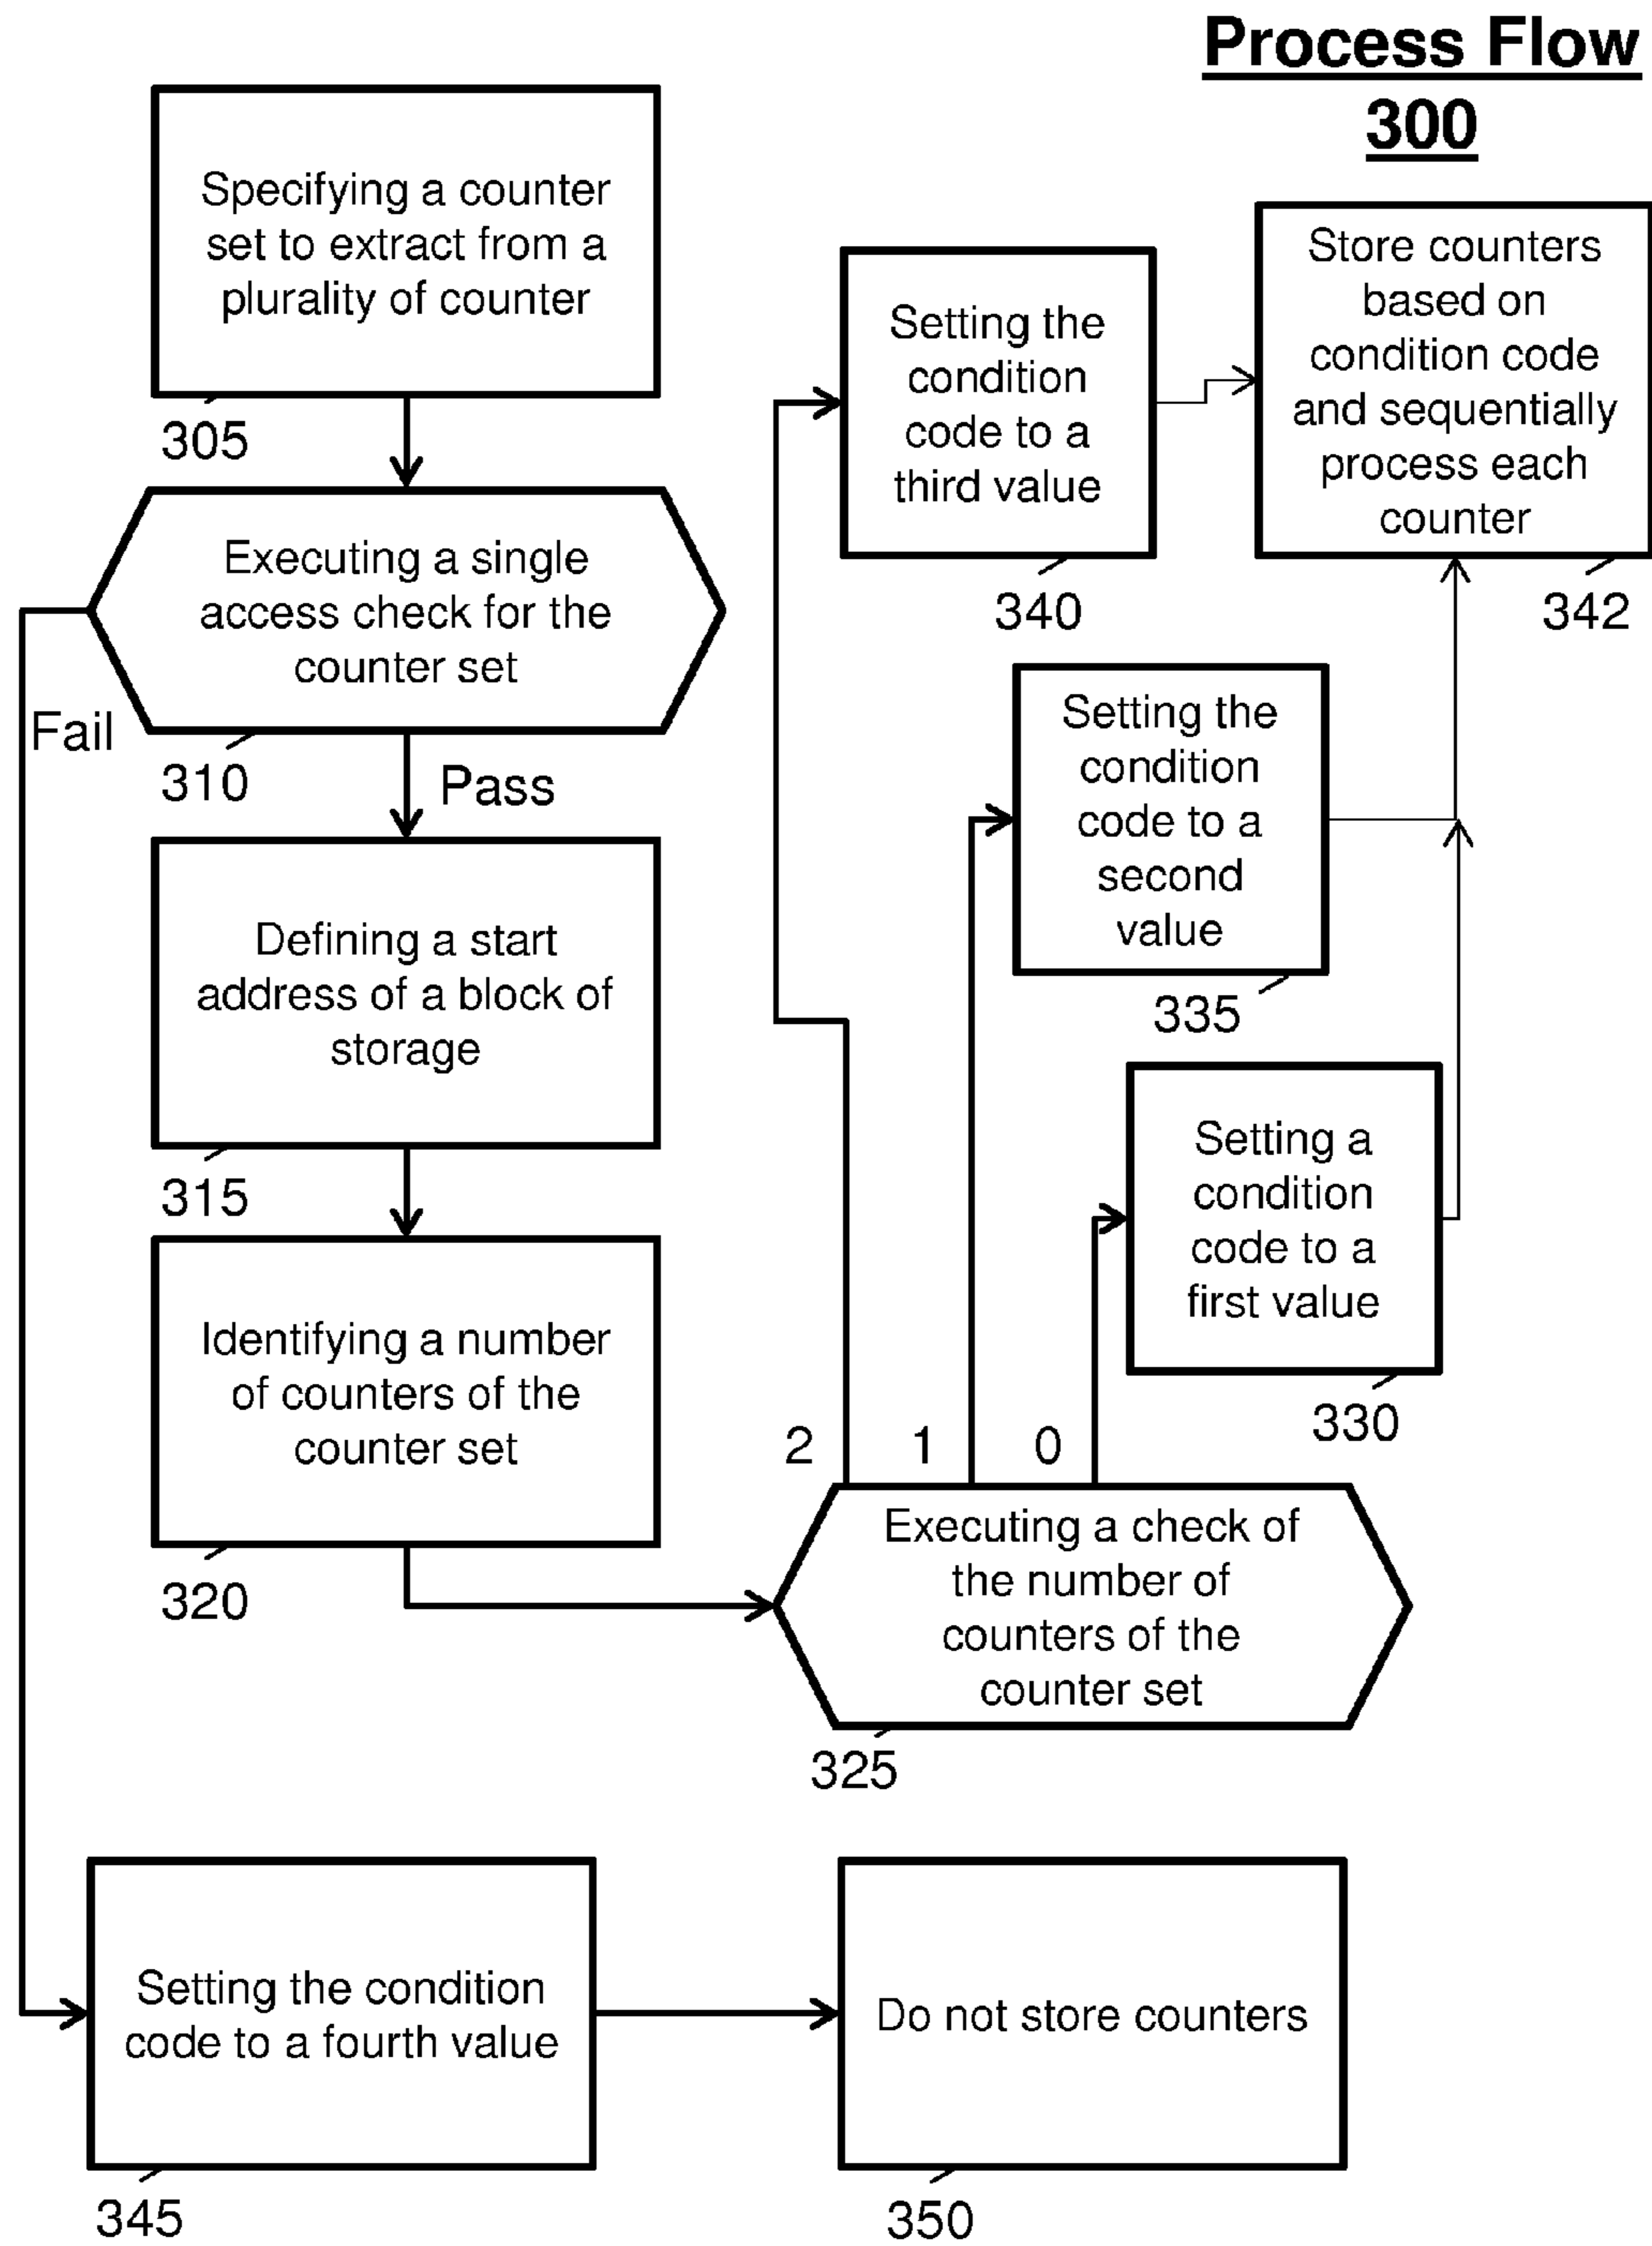 Process Flow
300
Specifying a counter
set to extract from a
plurality of counter
305
Executing a single
access check for the
counter set
Fail
310
Pass
Defining a start
address of a block of
storage
315
Identifying a number
of counters of the
counter set
320
Executing a check of
the number of
counters of the
counter set
325
2
1
0
Setting a
condition
code to a
first value
330
Setting the
condition
code to a
second
value
335
Setting the
condition
code to a
third value
340
Store counters
based on
condition code
and sequentially
process each
counter
342
Setting the condition
code to a fourth value
345
Do not store counters
350